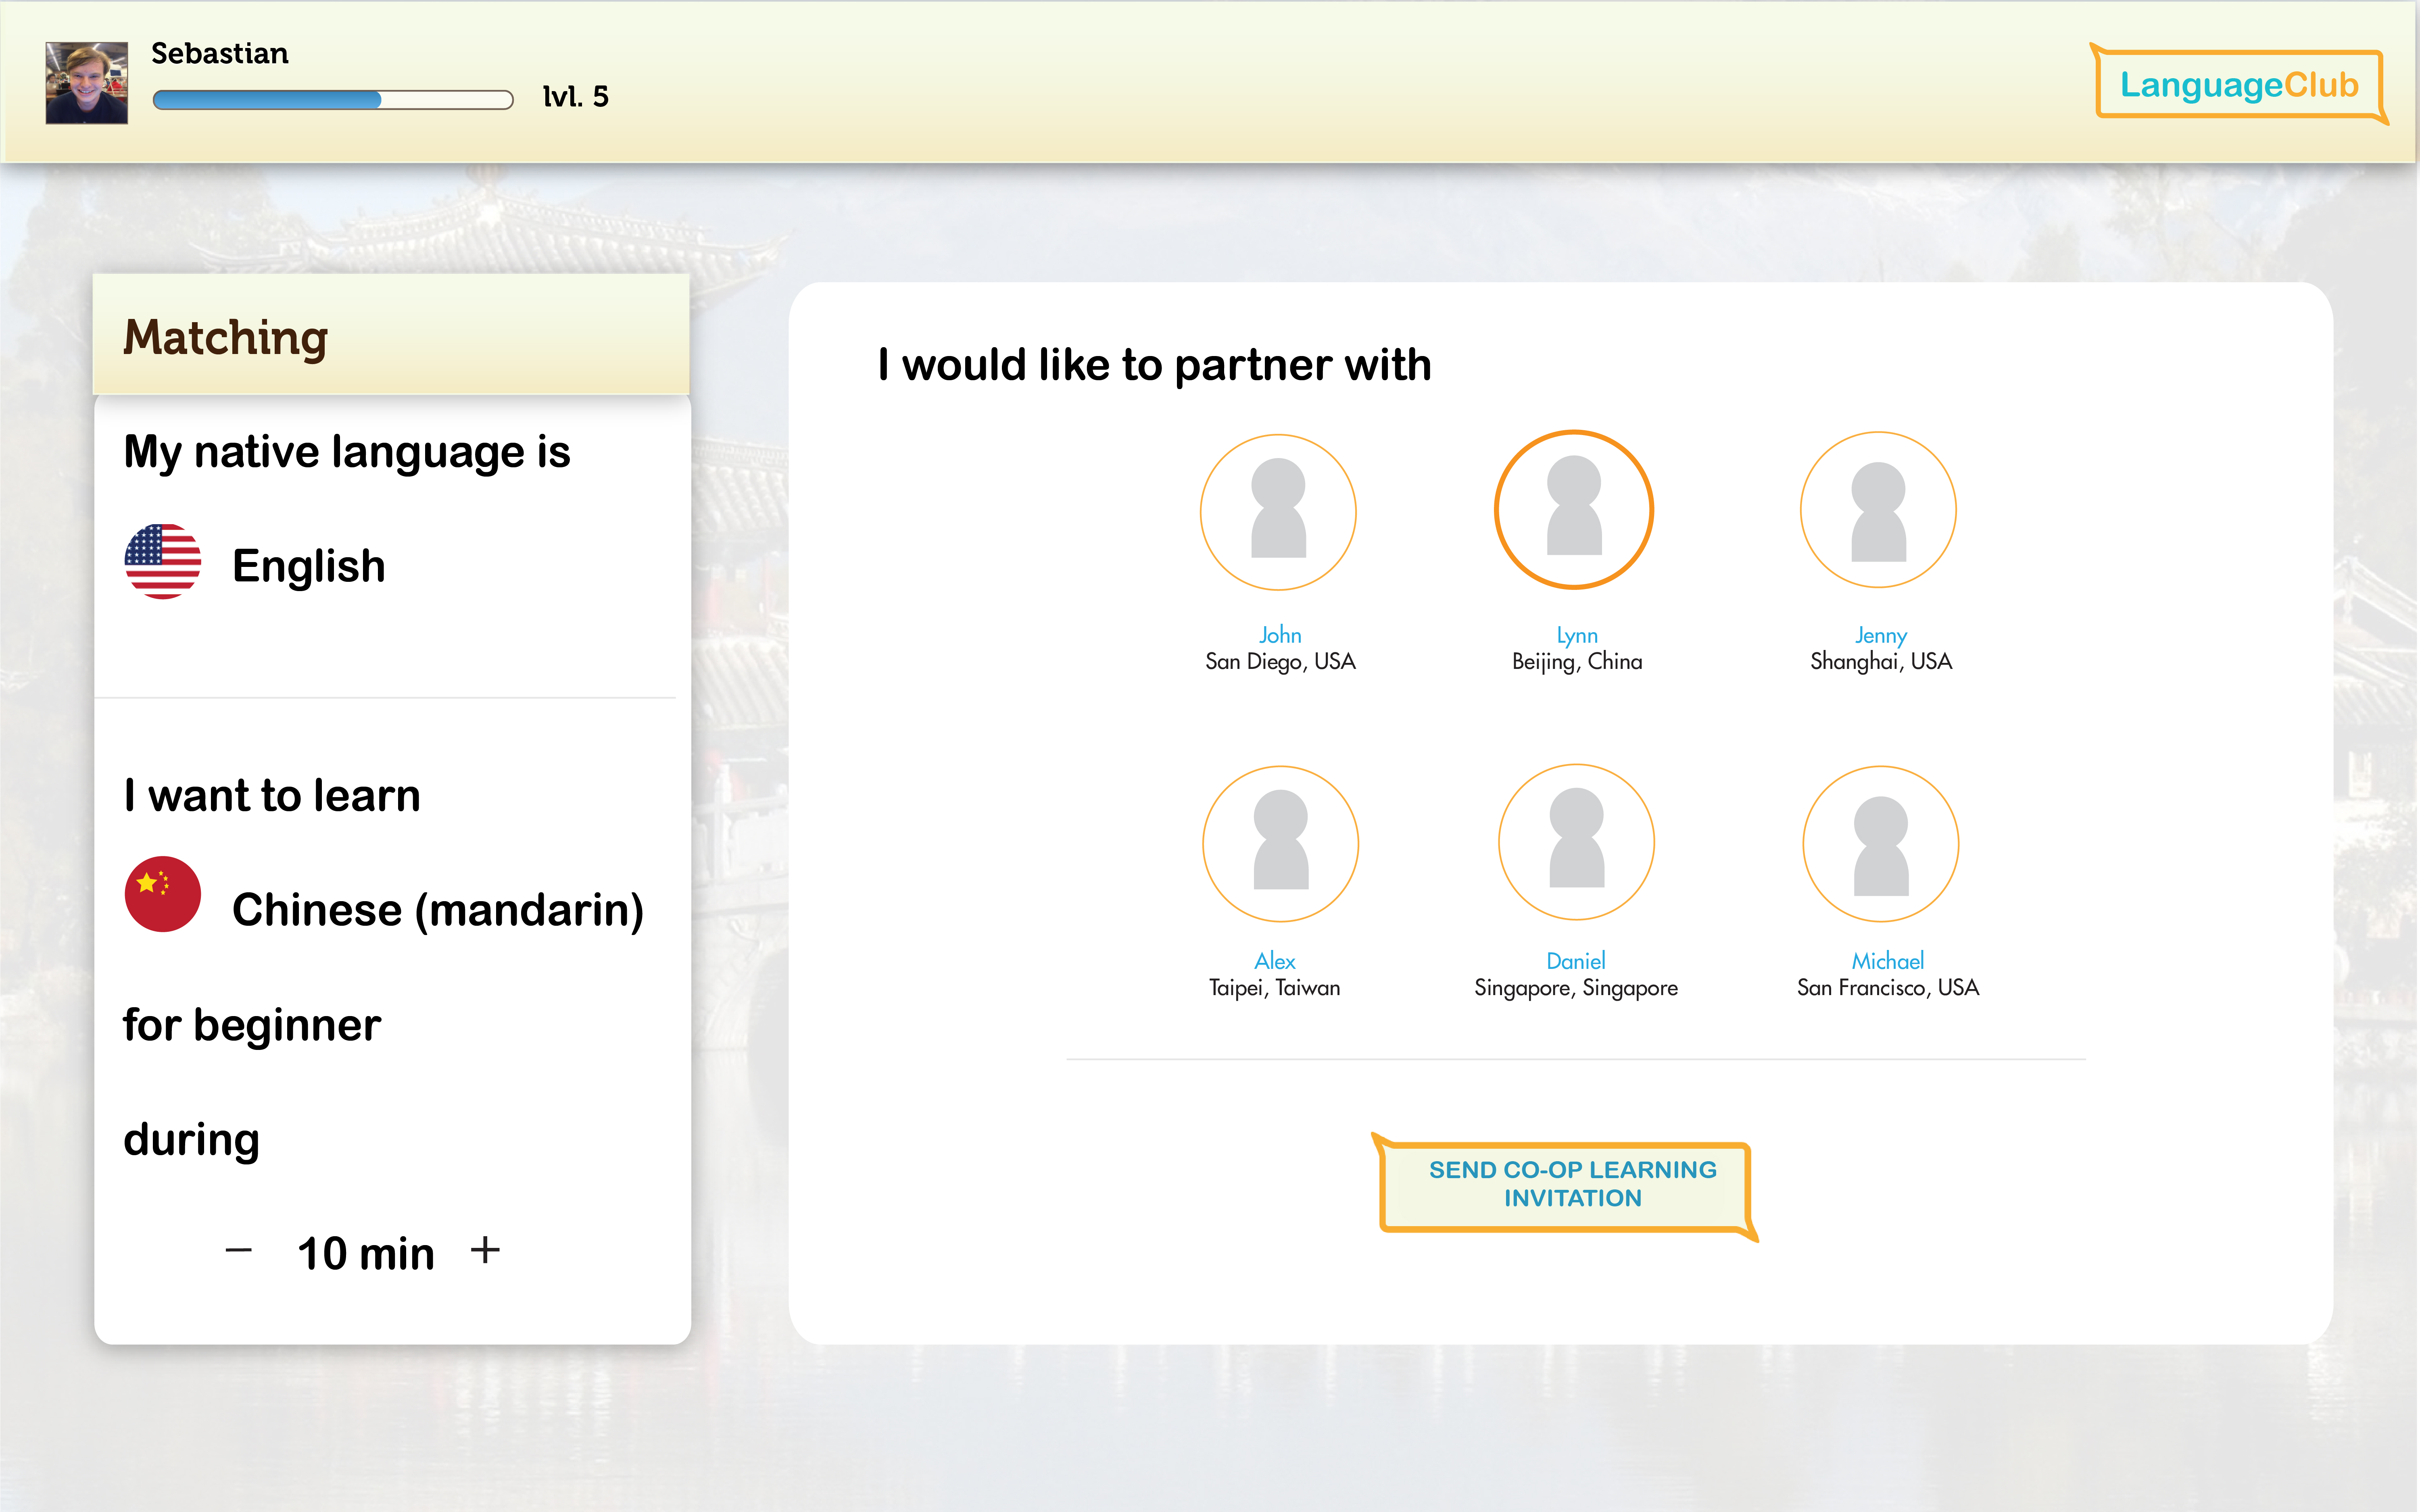 Sebastian
lvl. 5
LanguageClub
Matching
My native language is
English
I want to learn
Chinese (mandarin)
for beginner
during
− 10 min +
I would like to partner with
John
San Diego, USA
Lynn
Beijing, China
Jenny
Shanghai, USA
Alex
Taipei, Taiwan
Daniel
Singapore, Singapore
Michael
San Francisco, USA
SEND CO-OP LEARNING
INVITATION